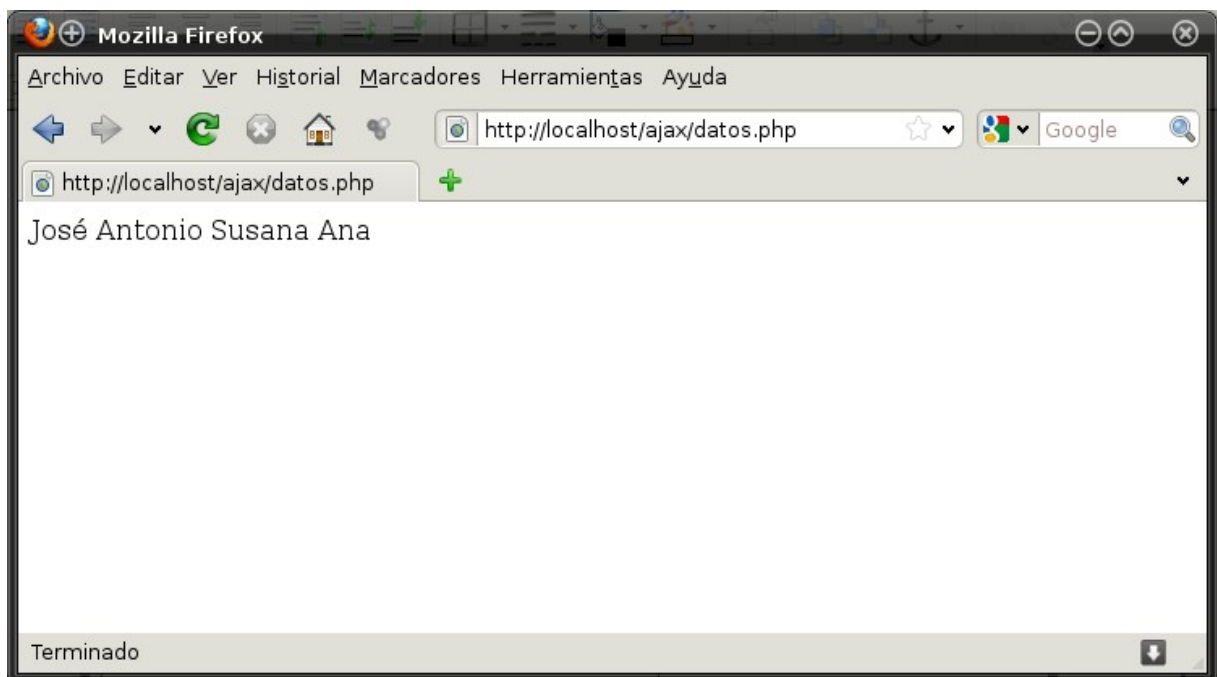 Mozilla Firefox
Archivo Editar Ver Historial Marcadores Herramientas Ayuda
http://localhost/ajax/datos.php Google
http://localhost/ajax/datos.php
José Antonio Susana Ana
Terminado